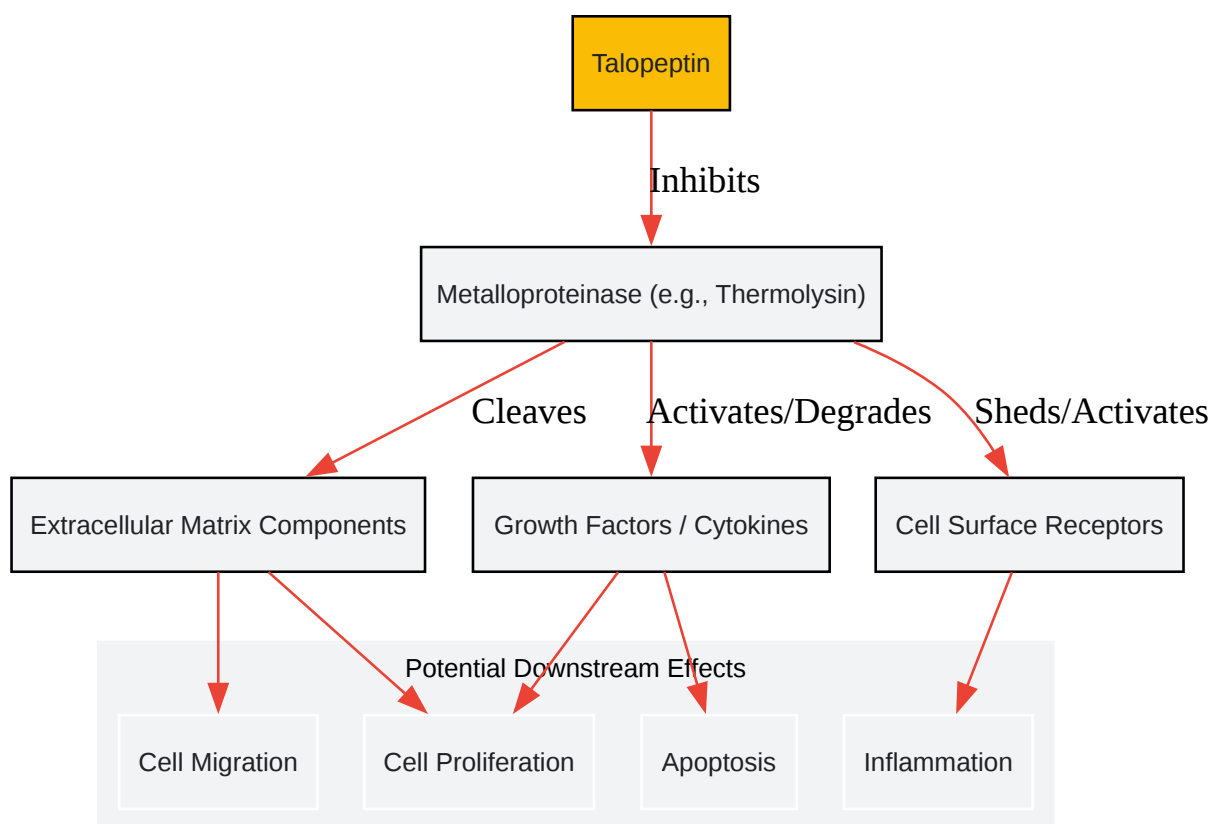 Talopeptin
Inhibits
Metalloproteinase (e.g., Thermolysin)
Cleaves
Activates/Degrades
Sheds/Activates
Extracellular Matrix Components
Growth Factors / Cytokines
Cell Surface Receptors
Potential Downstream Effects
Cell Migration
Cell Proliferation
Apoptosis
Inflammation